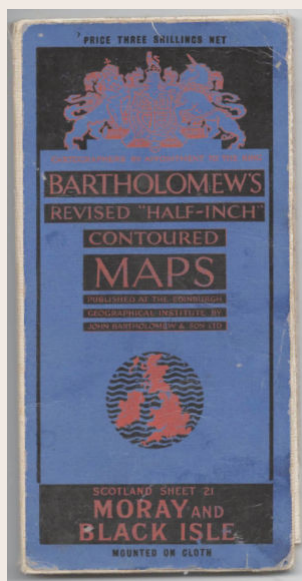 PRICE THREE SHILLINGS NET
BARTHOLOMEW'S
REVISED "HALF-INCH"
CONTOURED
MAPS
PUBLISHED AT THE EDINBURGH
GEOGRAPHICAL INSTITUTE BY
JOHN BARTHOLOMEW & SON LTD
SCOTLAND SHEET 21
MORAY AND
BLACK ISLE
MOUNTED ON CLOTH